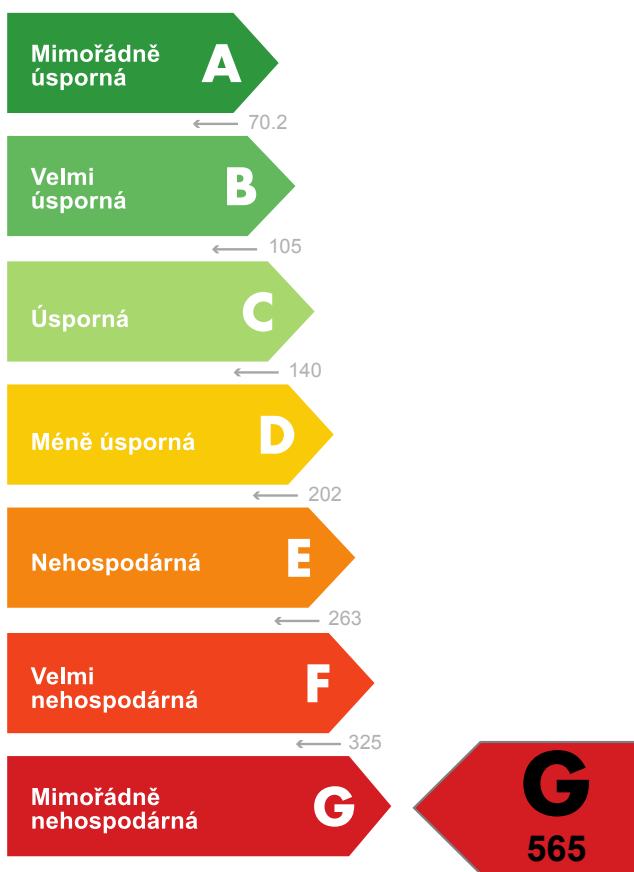 Mimořádně
úsporná
A
70.2
Velmi
úsporná
B
105
Úsporná
C
140
Méně úsporná
D
202
Nehospodárná
E
263
Velmi
nehospodárná
F
325
Mimořádně
nehospodárná
G
G
565